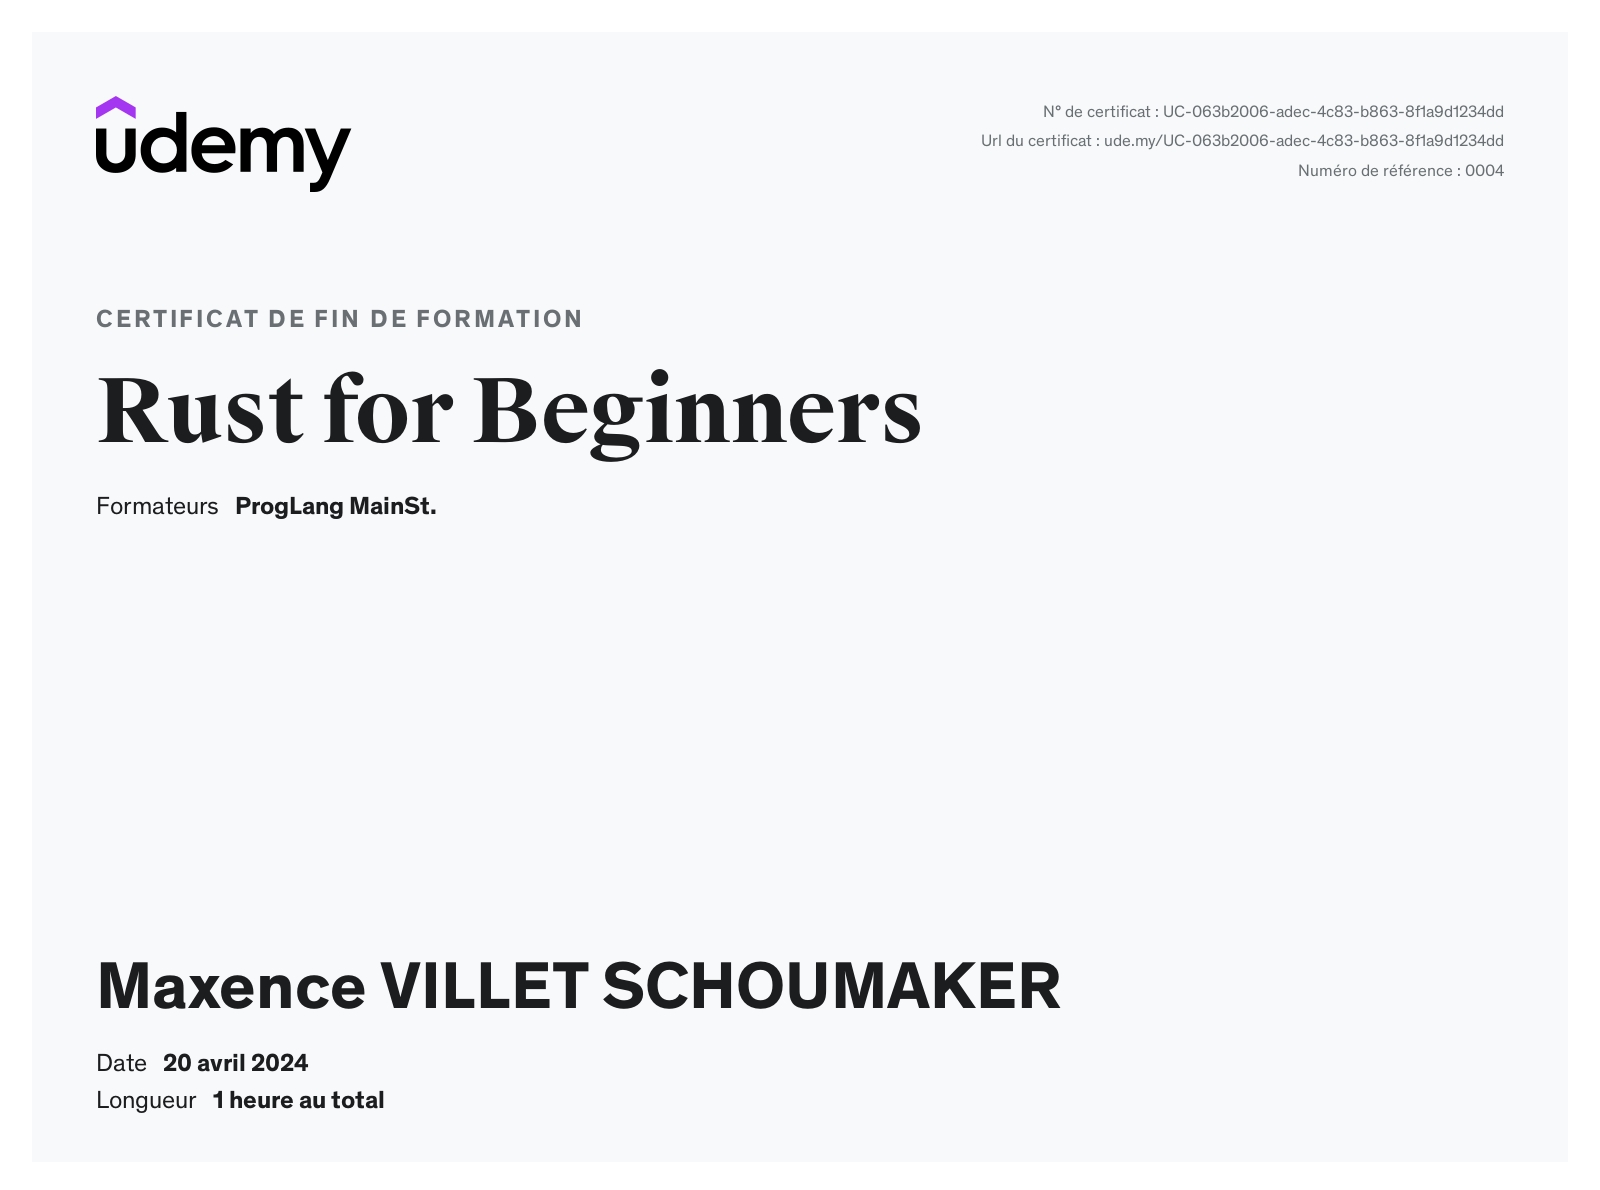 udemy
N° de certificat : UC-063b2006-adec-4c83-b863-8f1a9d1234dd
Url du certificat : ude.my/UC-063b2006-adec-4c83-b863-8f1a9d1234dd
Numéro de référence : 0004
CERTIFICAT DE FIN DE FORMATION
Rust for Beginners
Formateurs ProgLang MainSt.
Maxence VILLET SCHOUMAKER
Date 20 avril 2024
Longueur 1 heure au total